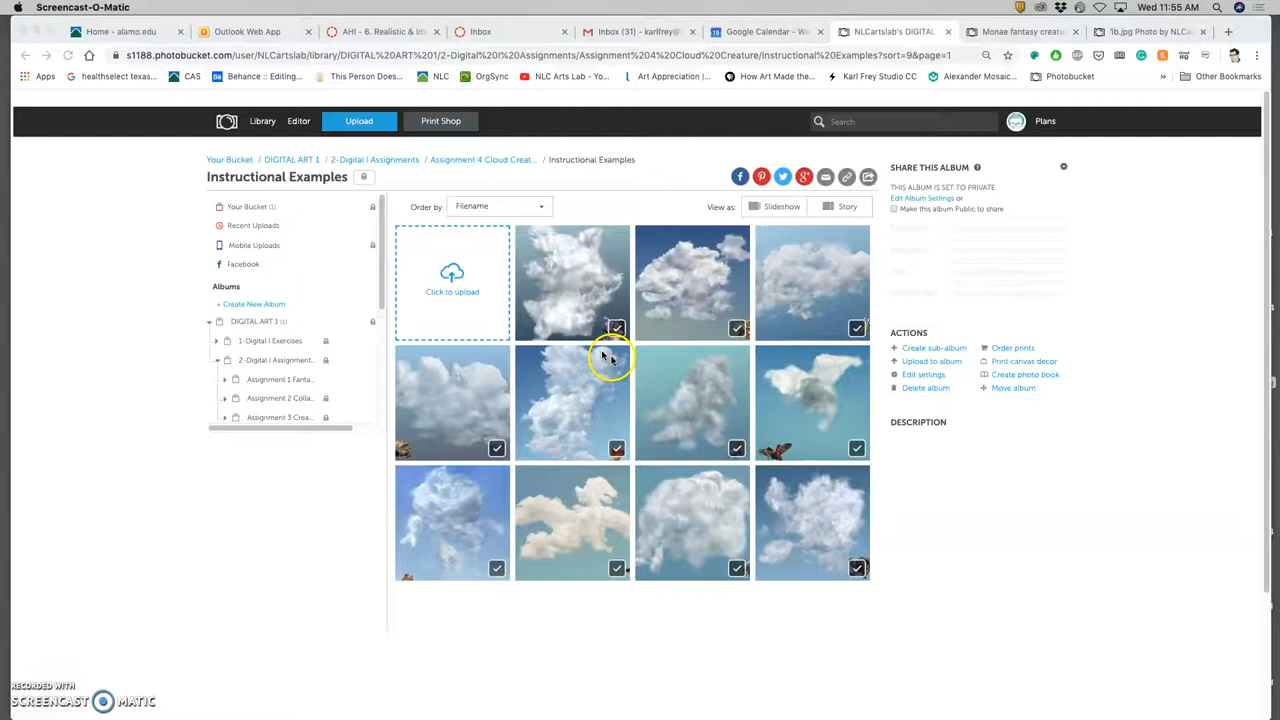 Screencast-O-Matic
Wed 11:55 AM
Home - alamo.edu
Outlook Web App
AHI - 6. Realistic & Ide
Inbox
Inbox (31) - karlfrey@
Google Calendar - We
NLCartslab's DIGITAL
Monae fantasy creatu
1b.jpg Photo by NLCa
s1188.photobucket.com/user/NLCartslab/library/DIGITAL%20ART%201/2-Digital%20I%20Assignments/Assignment%204%20Cloud%20Creature/Instructional%20Examples?sort=9&page=1
Apps
healthselect texas...
CAS
Behance :: Editing...
This Person Does...
NLC
OrgSync
NLC Arts Lab - Yo...
Art Appreciation |...
How Art Made the...
Karl Frey Studio CC
Alexander Mosaic...
Photobucket
»
Other Bookmarks
Library
Editor
Upload
Print Shop
Search
Plans
Your Bucket / DIGITAL ART 1 / 2-Digital I Assignments / Assignment 4 Cloud Creat... / Instructional Examples
Instructional Examples
Order by:
Filename
View as:
Slideshow
Story
Your Bucket (1)
Recent Uploads
Mobile Uploads
Facebook
Albums
+ Create New Album
DIGITAL ART 1 (1)
1-Digital I Exercises
2-Digital I Assignment...
Assignment 1 Fanta...
Assignment 2 Colla...
Assignment 3 Crea...
Click to upload
SHARE THIS ALBUM
THIS ALBUM IS SET TO PRIVATE
Edit Album Settings or
Make this album Public to share
ACTIONS
Create sub-album
Order prints
Upload to album
Print canvas decor
Edit settings
Create photo book
Delete album
Move album
DESCRIPTION
RECORDED WITH
SCREENCAST MATIC